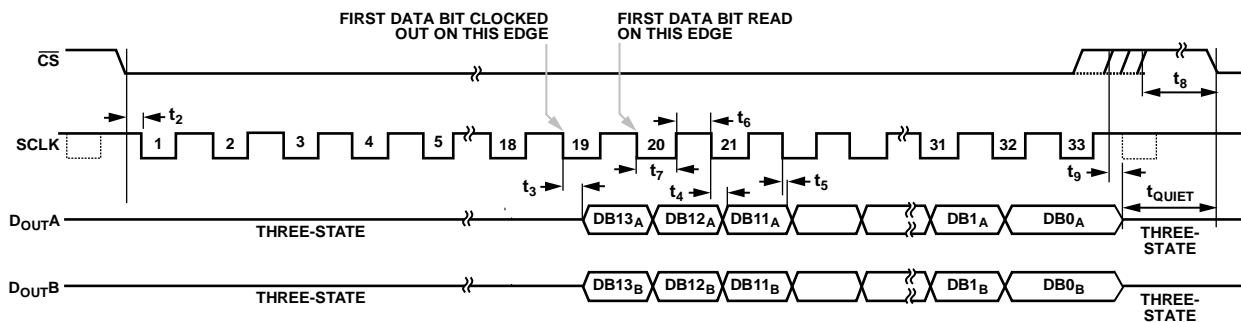 FIRST DATA BIT CLOCKED
OUT ON THIS EDGE
FIRST DATA BIT READ
ON THIS EDGE
CS
t8
t2
t6
SCLK
1 2 3 4 5 18 19 20 21 31 32 33
t3
t7
t4
t5
t9
tQUIET
DOUTA
THREE-STATE
DB13A DB12A DB11A DB1A DB0A
THREE-
STATE
DOUTB
THREE-STATE
DB13B DB12B DB11B DB1B DB0B
THREE-
STATE